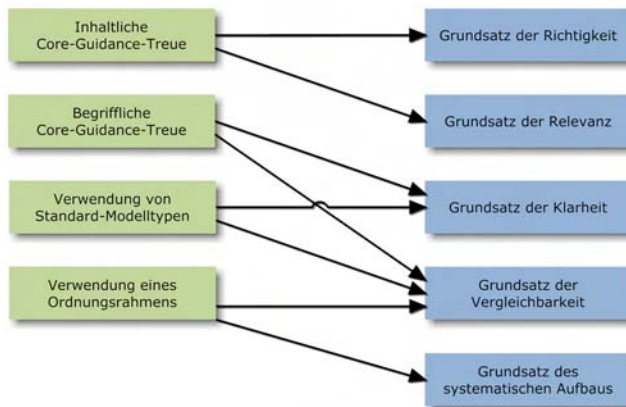 Inhaltliche
Core-Guidance-Treue
Grundsatz der Richtigkeit
Begriffliche
Core-Guidance-Treue
Grundsatz der Relevanz
Verwendung von
Standard-Modelltypen
Grundsatz der Klarheit
Verwendung eines
Ordnungsrahmens
Grundsatz der
Vergleichbarkeit
Grundsatz des
systematischen Aufbaus